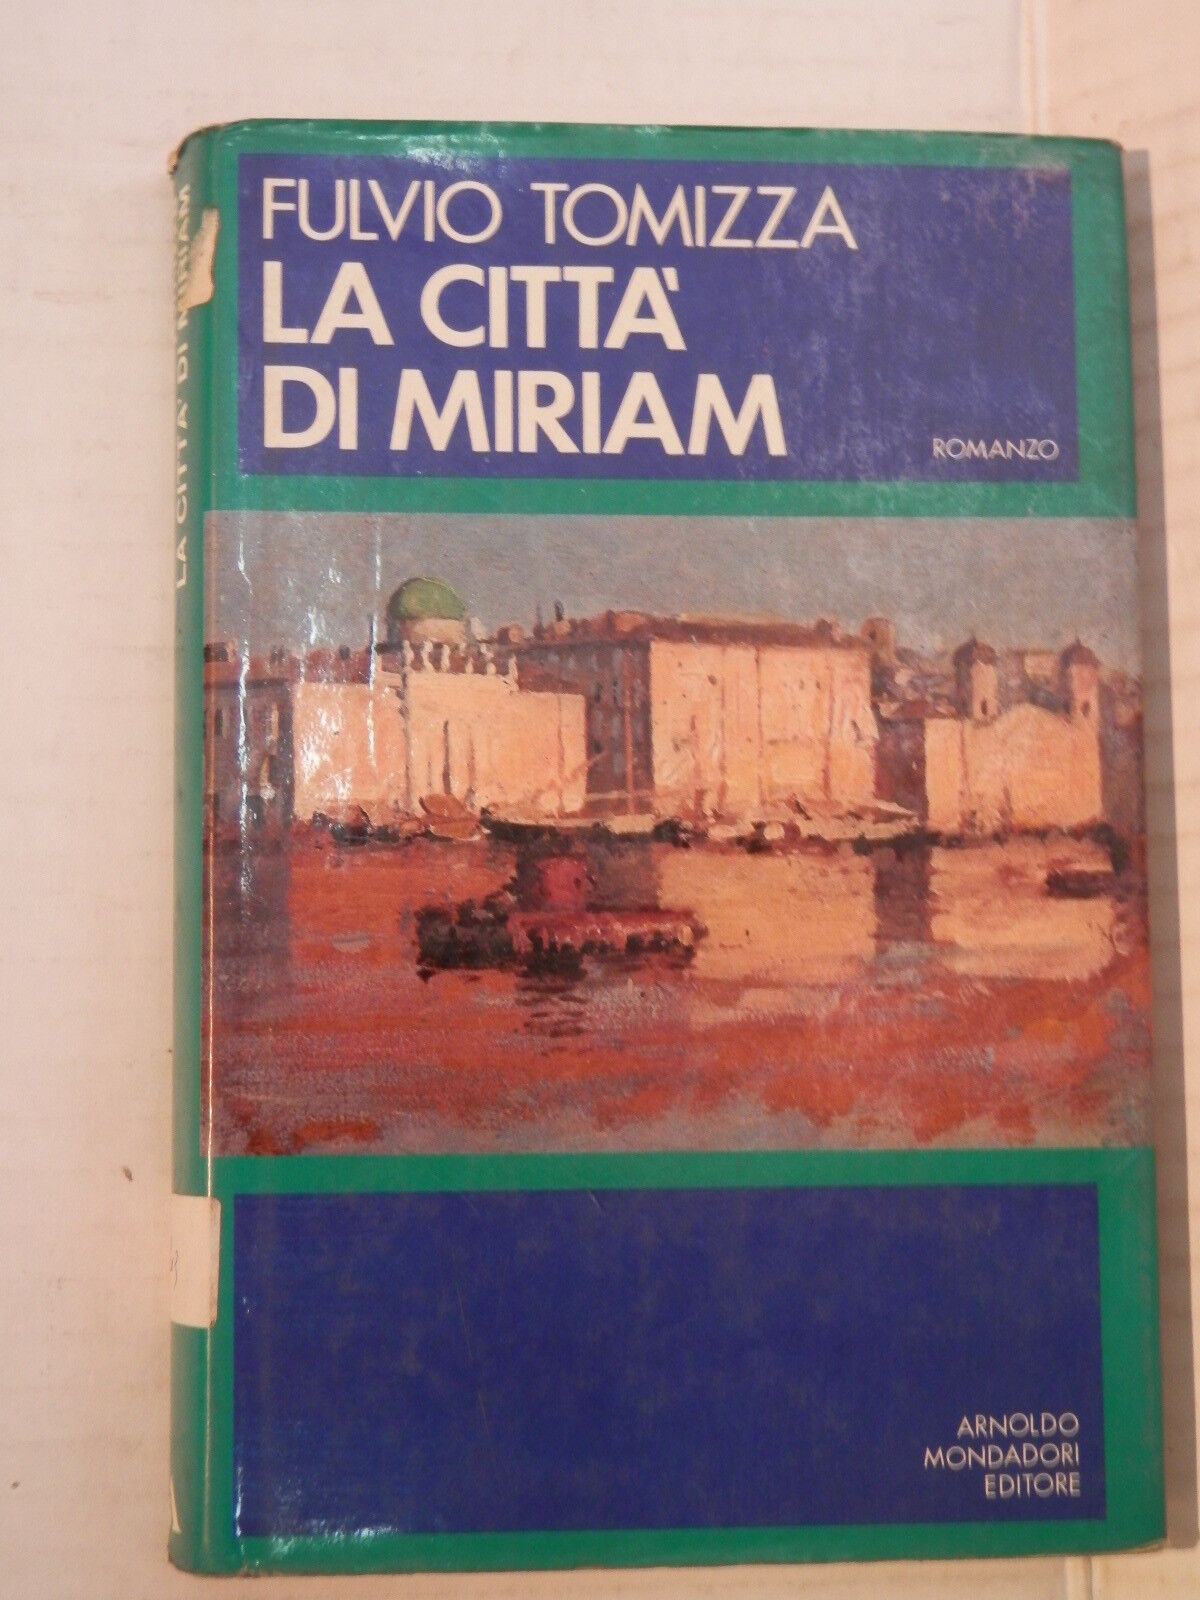 FULVIO TOMIZZA
LA CITTA'
DI MIRIAM
ROMANZO
LA CITTA' DI MIRIAM
ARNOLDO
MONDADORI
EDITORE